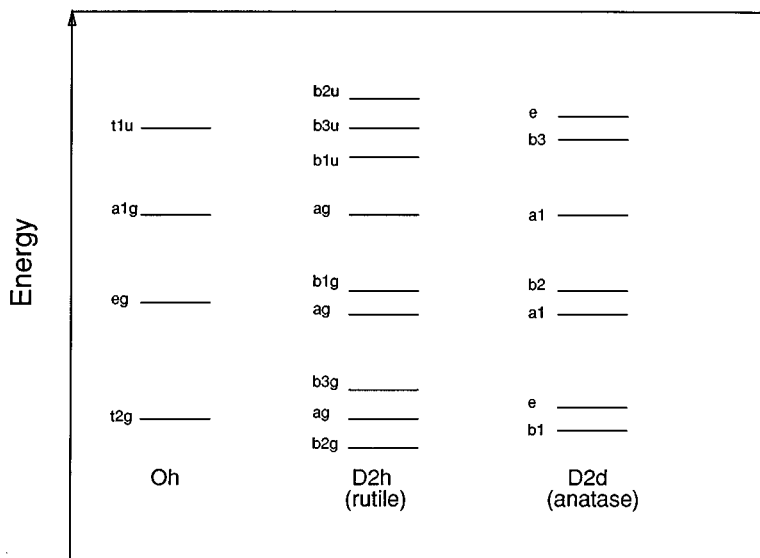 Energy
t1u
a1g
eg
t2g
Oh
b2u
b3u
b1u
ag
b1g
ag
b3g
ag
b2g
D2h
(rutile)
e
b3
a1
b2
a1
e
b1
D2d
(anatase)